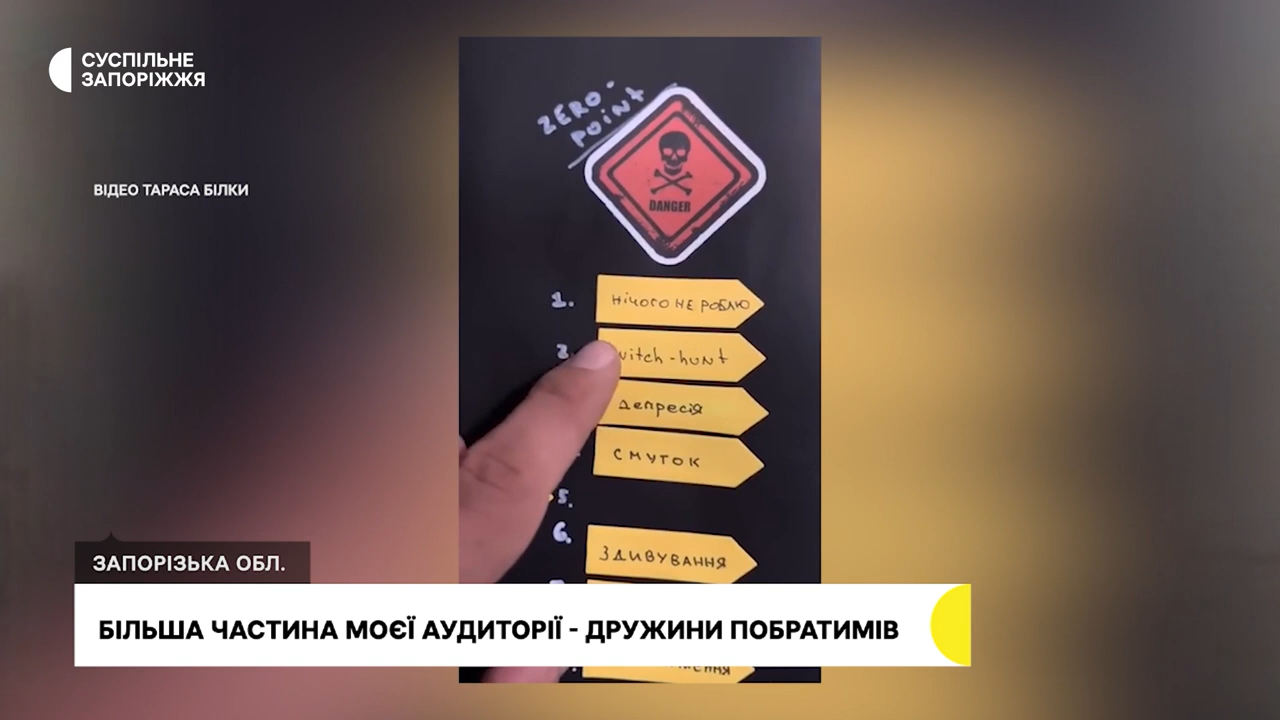 СУСПІЛЬНЕ
ЗАПОРІЖЖЯ
ВІДЕО ТАРАСА БІЛКИ
ZERO-
POINT
DANGER
1. НІЧОГО НЕ РОБЛЮ
2. witch-hunt
депресія
СМУТОК
5.
6. ЗДИВУВАННЯ
ЗАПОРІЗЬКА ОБЛ.
БІЛЬША ЧАСТИНА МОЄЇ АУДИТОРІЇ - ДРУЖИНИ ПОБРАТИМІВ